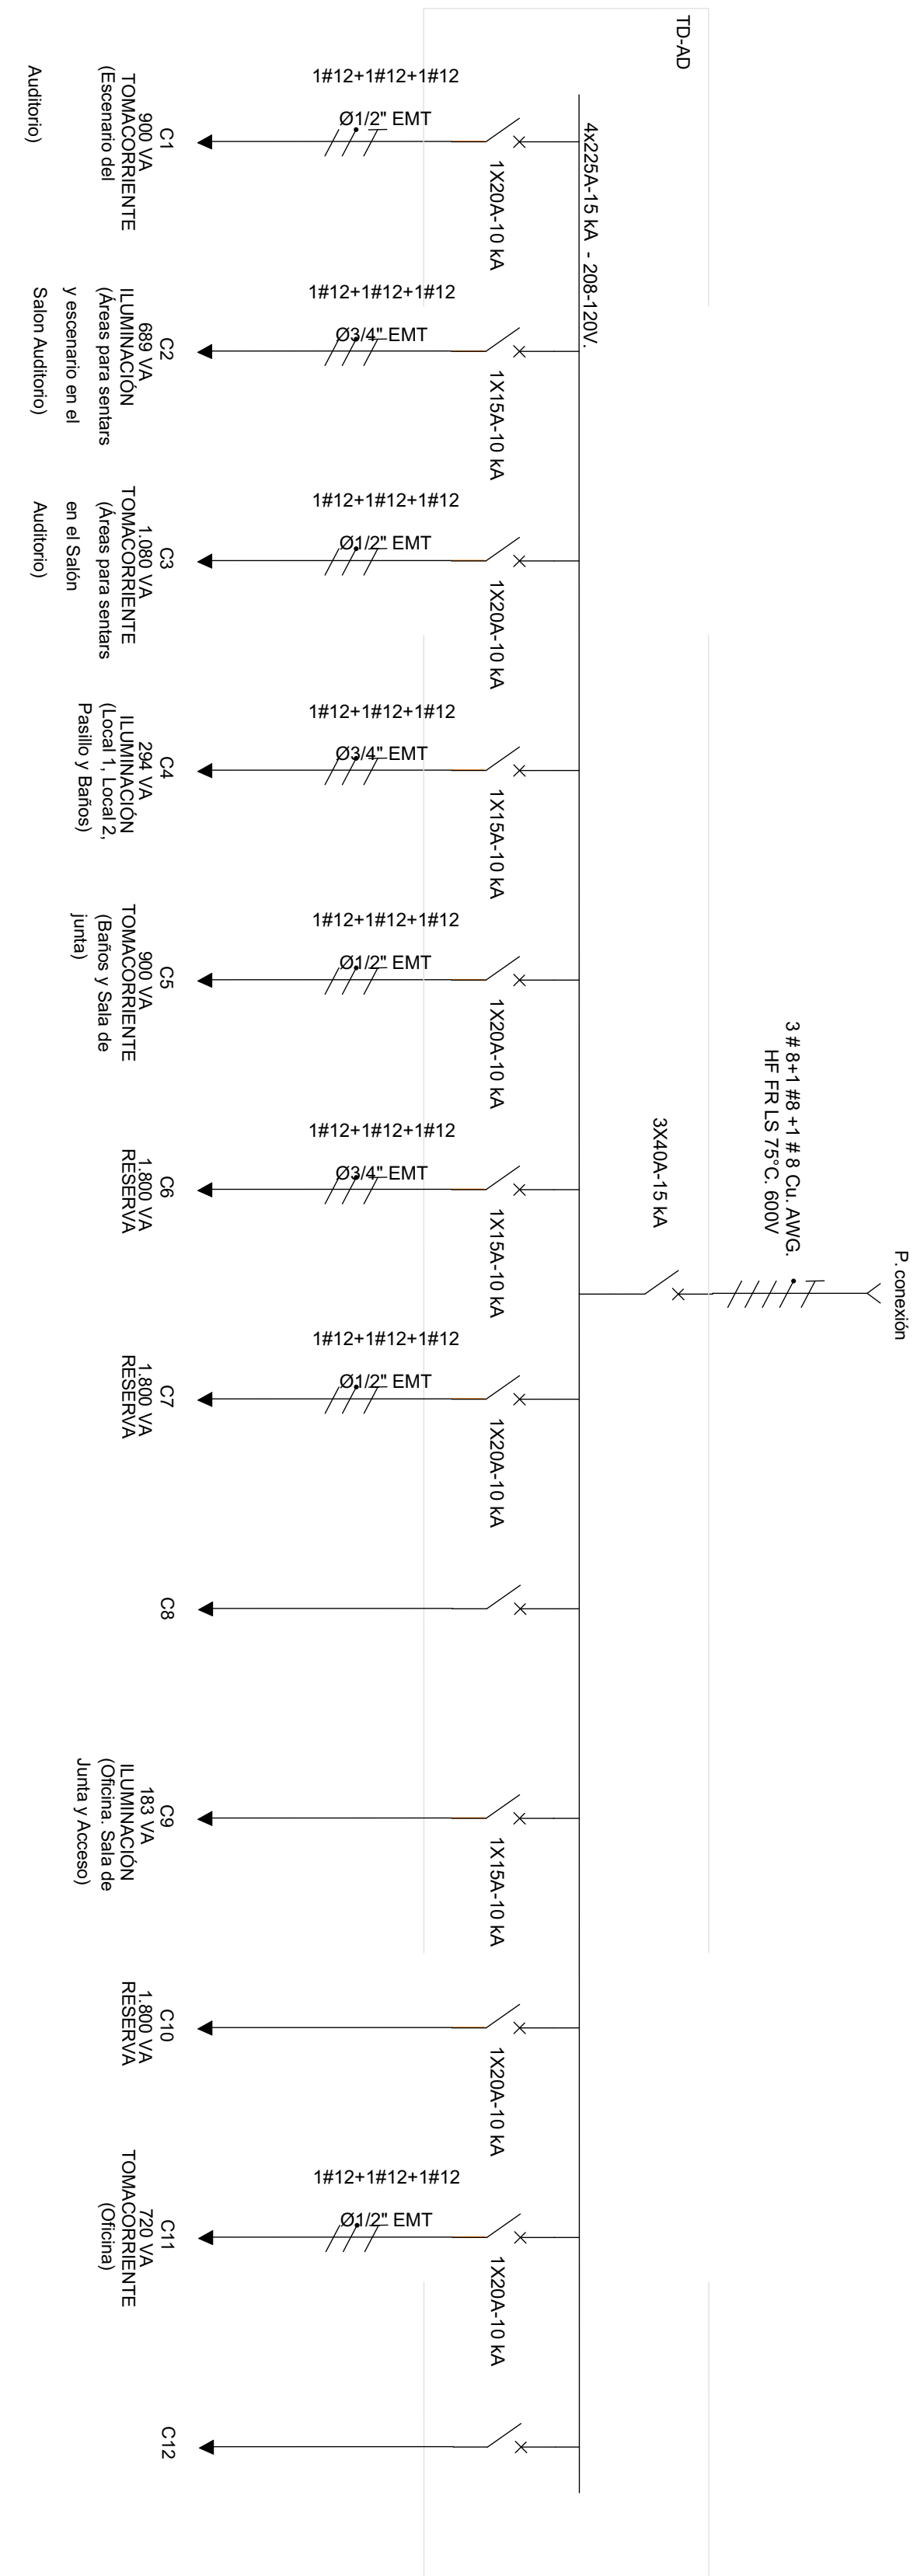 TD-AD
P. conexión
3 # 8+1 #8 +1 # 8 Cu. AWG.
HF FR LS 75°C. 600V
3X40A-15 kA
4x225A-15 kA - 208-120V.
1#12+1#12+1#12
Ø1/2" EMT
1X20A-10 kA
C1
900 VA
TOMACORRIENTE
(Escenario del
Auditorio)
1#12+1#12+1#12
Ø3/4" EMT
1X15A-10 kA
C2
689 VA
ILUMINACIÓN
(Áreas para sentars
y escenario en el
Salon Auditorio)
1#12+1#12+1#12
Ø1/2" EMT
1X20A-10 kA
C3
1.080 VA
TOMACORRIENTE
(Áreas para sentars
en el Salón
Auditorio)
1#12+1#12+1#12
Ø3/4" EMT
1X15A-10 kA
C4
294 VA
ILUMINACIÓN
(Local 1, Local 2,
Pasillo y Baños)
1#12+1#12+1#12
Ø1/2" EMT
1X20A-10 kA
C5
900 VA
TOMACORRIENTE
(Baños y Sala de
junta)
1#12+1#12+1#12
Ø3/4" EMT
1X15A-10 kA
C6
1.800 VA
RESERVA
1#12+1#12+1#12
Ø1/2" EMT
1X20A-10 kA
C7
1.800 VA
RESERVA
C8
1X15A-10 kA
C9
183 VA
ILUMINACIÓN
(Oficina. Sala de
Junta y Acceso)
1X20A-10 kA
C10
1.800 VA
RESERVA
1#12+1#12+1#12
Ø1/2" EMT
1X20A-10 kA
C11
720 VA
TOMACORRIENTE
(Oficina)
C12